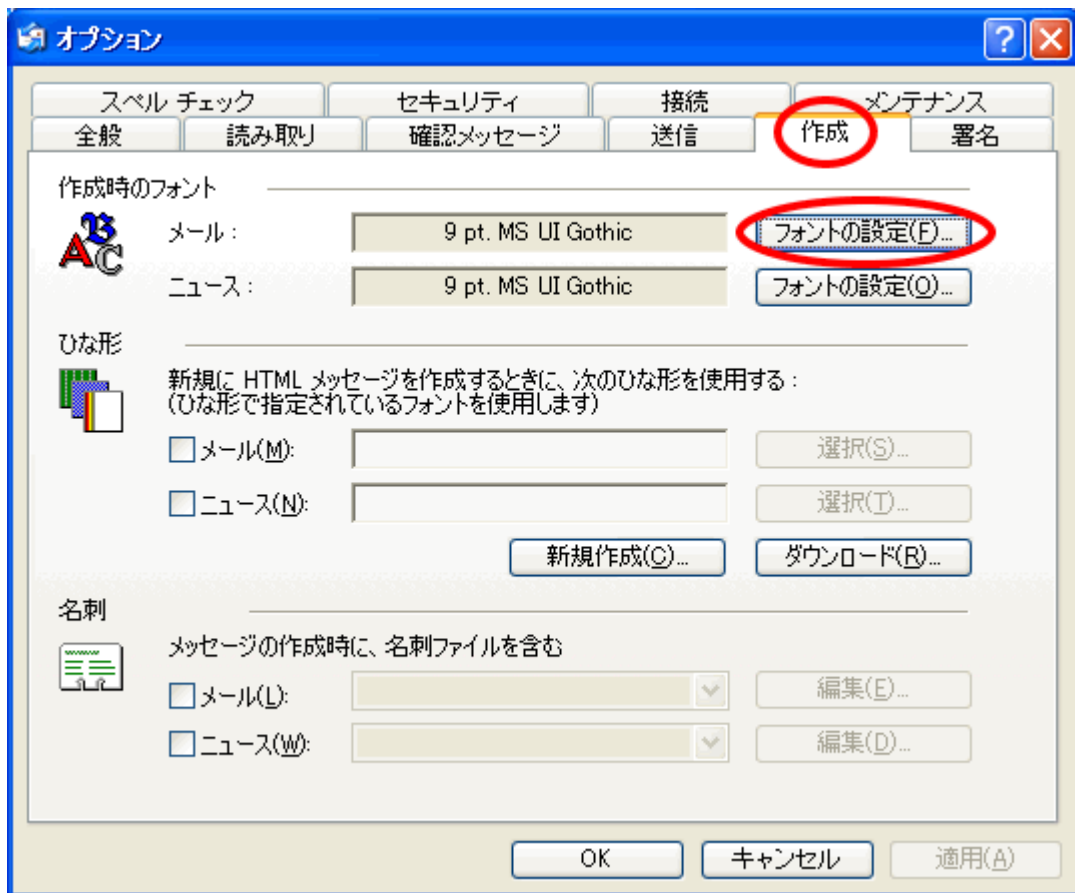 オプション
スペル チェック セキュリティ 接続 メンテナンス
全般 読み取り 確認メッセージ 送信 作成 署名
作成時のフォント
メール : 9 pt. MS UI Gothic フォントの設定(F)...
ニュース : 9 pt. MS UI Gothic フォントの設定(O)...
ひな形
新規に HTML メッセージを作成するときに、次のひな形を使用する :
(ひな形で指定されているフォントを使用します)
メール(M): 選択(S)...
ニュース(N): 選択(T)...
新規作成(C)... ダウンロード(R)...
名刺
メッセージの作成時に、名刺ファイルを含む
メール(L): 編集(E)...
ニュース(W): 編集(D)...
OK キャンセル 適用(A)